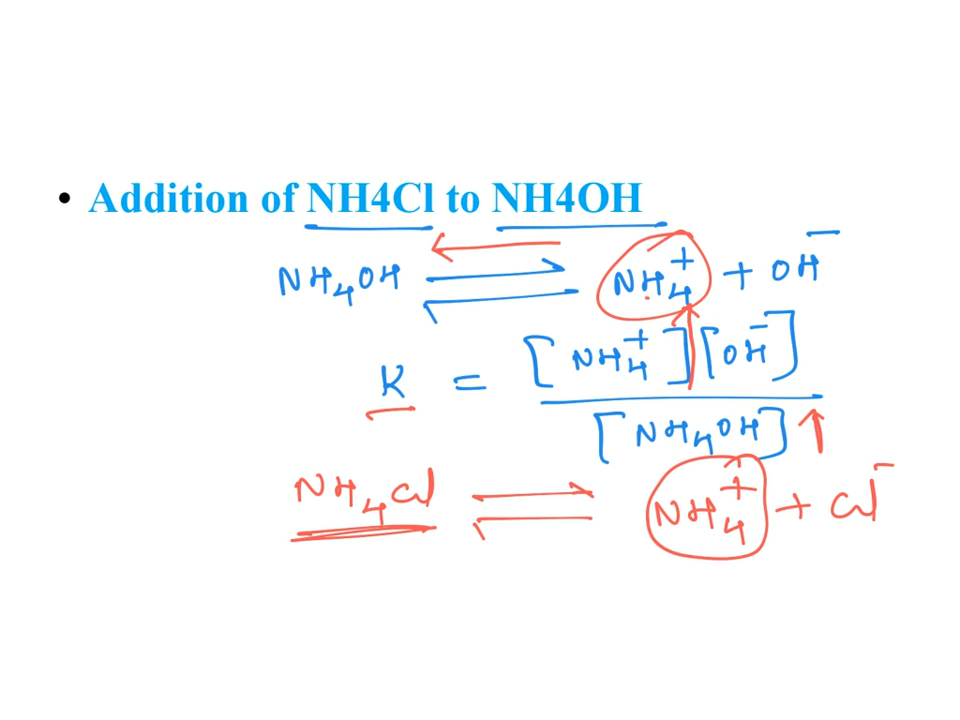 • Addition of NH4Cl to NH4OH
NH4OH ⇌ NH4+ + OH−
K = [NH4+][OH−] / [NH4OH]
NH4Cl ⇌ NH4+ + Cl−